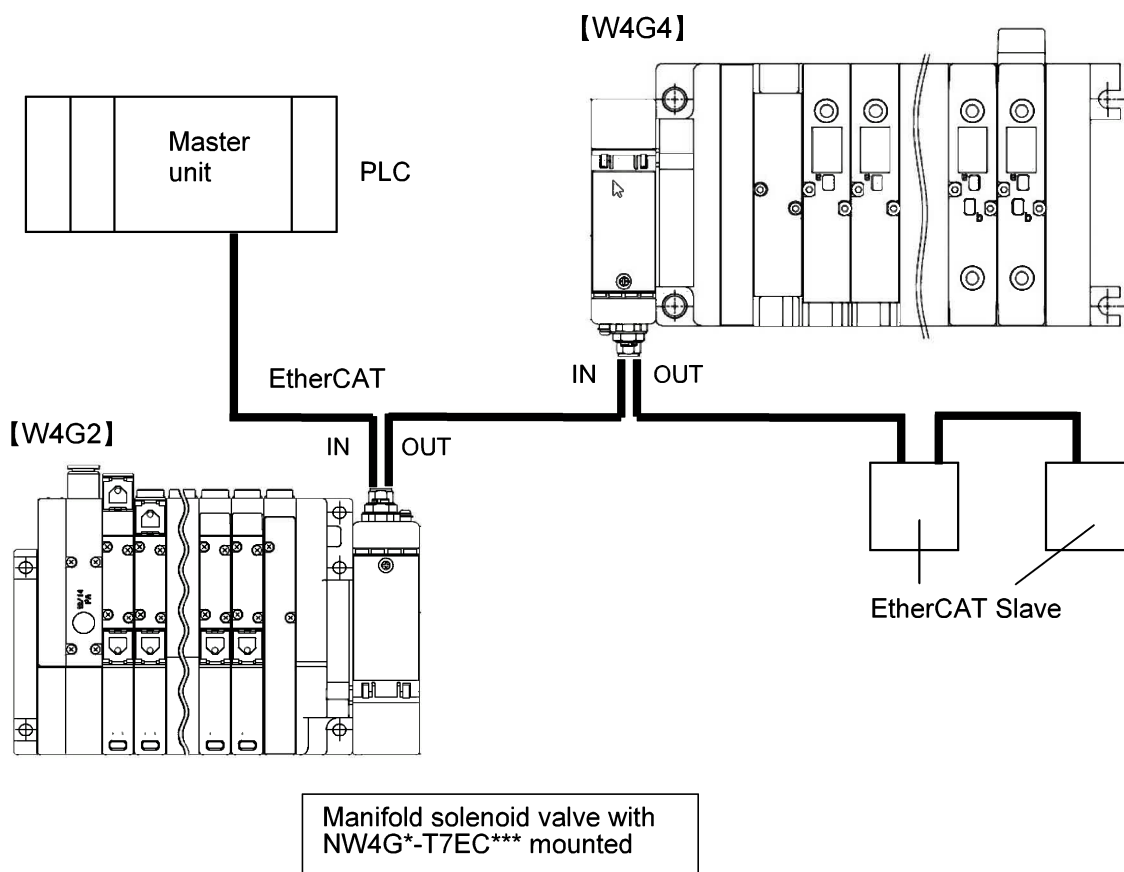 【W4G4】
Master
unit
PLC
IN
OUT
EtherCAT
【W4G2】
IN
OUT
EtherCAT Slave
Manifold solenoid valve with
NW4G*-T7EC*** mounted